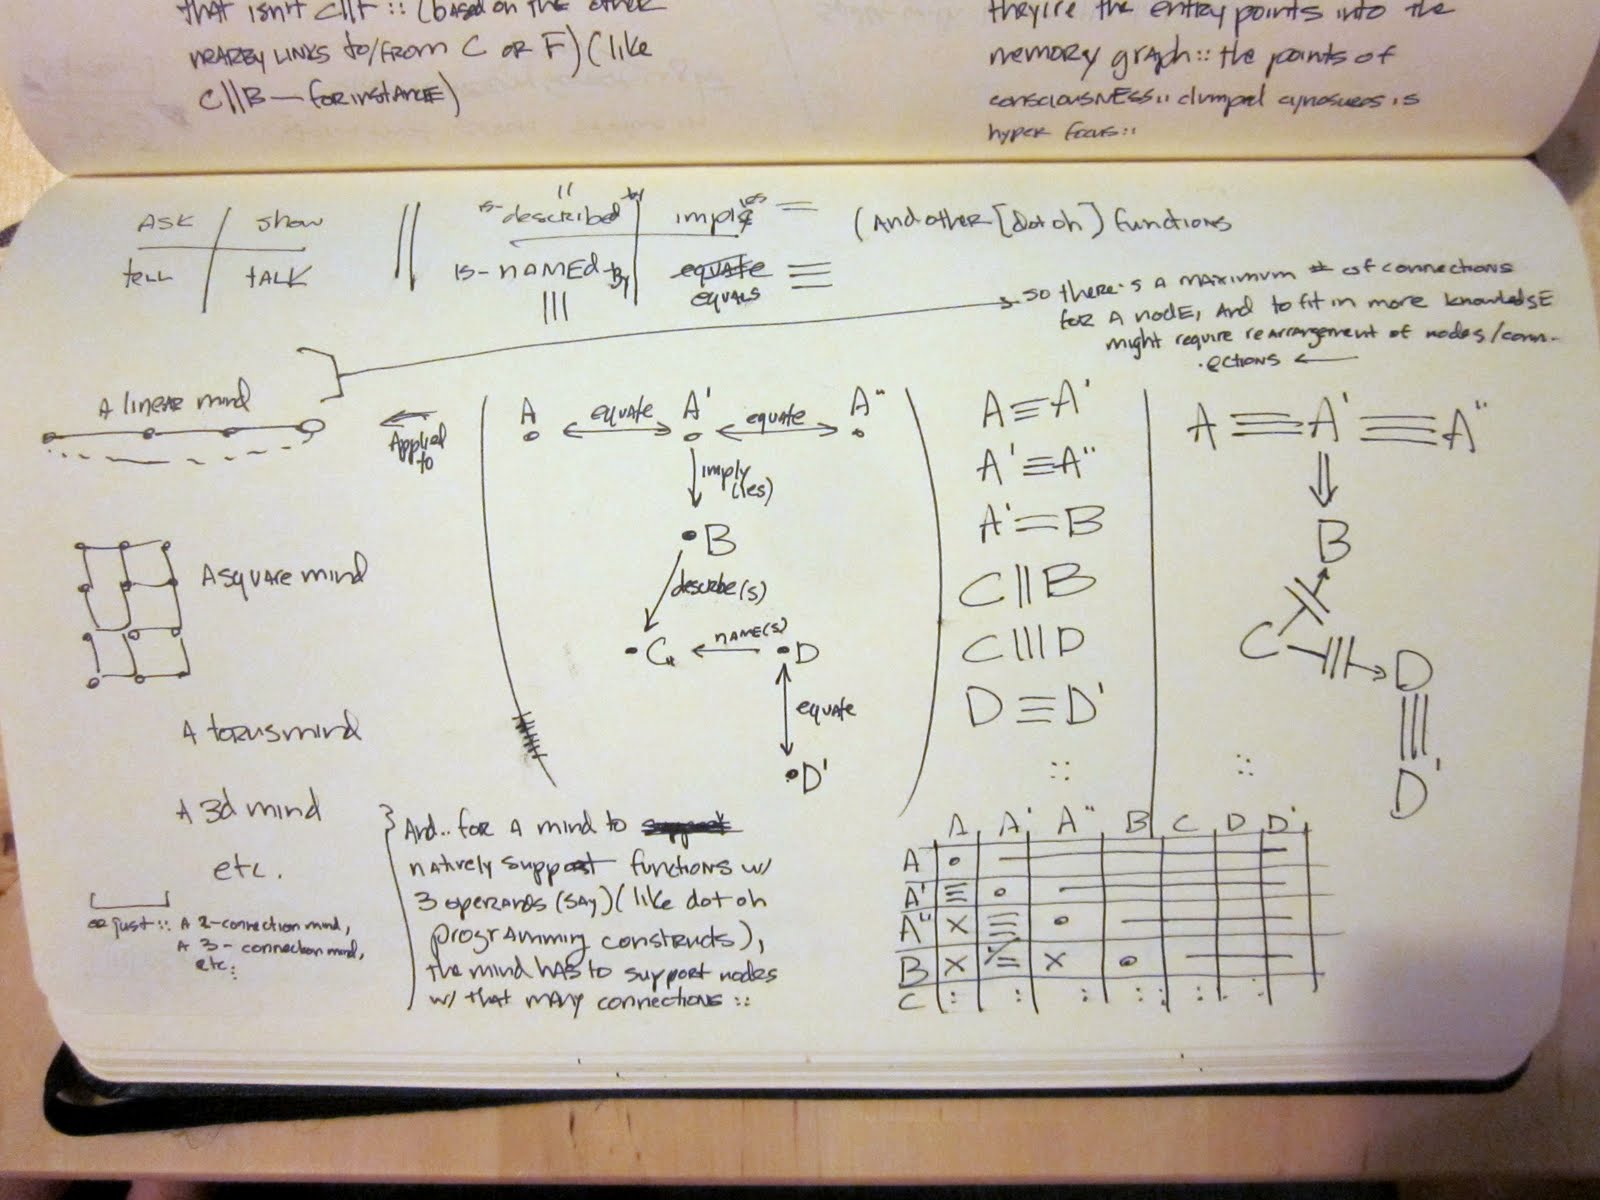 that isn't C||F :: (based on the other
nearby links to/from C or F) (like
C||B — for instance)
they're the entry points into the
memory graph :: the points of
consciousness :: clumped cynosures is
hyper focus ::
ASK show
tell TALK
||
is-described by
implies =
is-NAMEd-By
|||
equate
equals ≡
(And other [dot oh] functions
so there's a maximum # of connections
for a node, and to fit in more knowledge
might require rearrangement of nodes/conn-
ections ←
A linear mind
Applied
to
A square mind
A torus mind
A 3d mind
etc.
or just :: A 2-connection mind,
A 3-connection mind,
etc:
A equate A' equate A"
imply
(ies)
B
describe(s)
C name(s) D
equate
D'
And.. for a mind to support
natively support functions w/
3 operands (say) (like dot oh
programming constructs),
the mind has to support nodes
w/ that many connections ::
A≡A'
A'≡A"
A'=B
C||B
C|||D
D≡D'
::
A≡A'≡A"
B
C ||| D
|||
D'
::
A A' A" B C D D'
A •
A' ≡ •
A" X ≡ •
B X = X •
C : : : : : : :